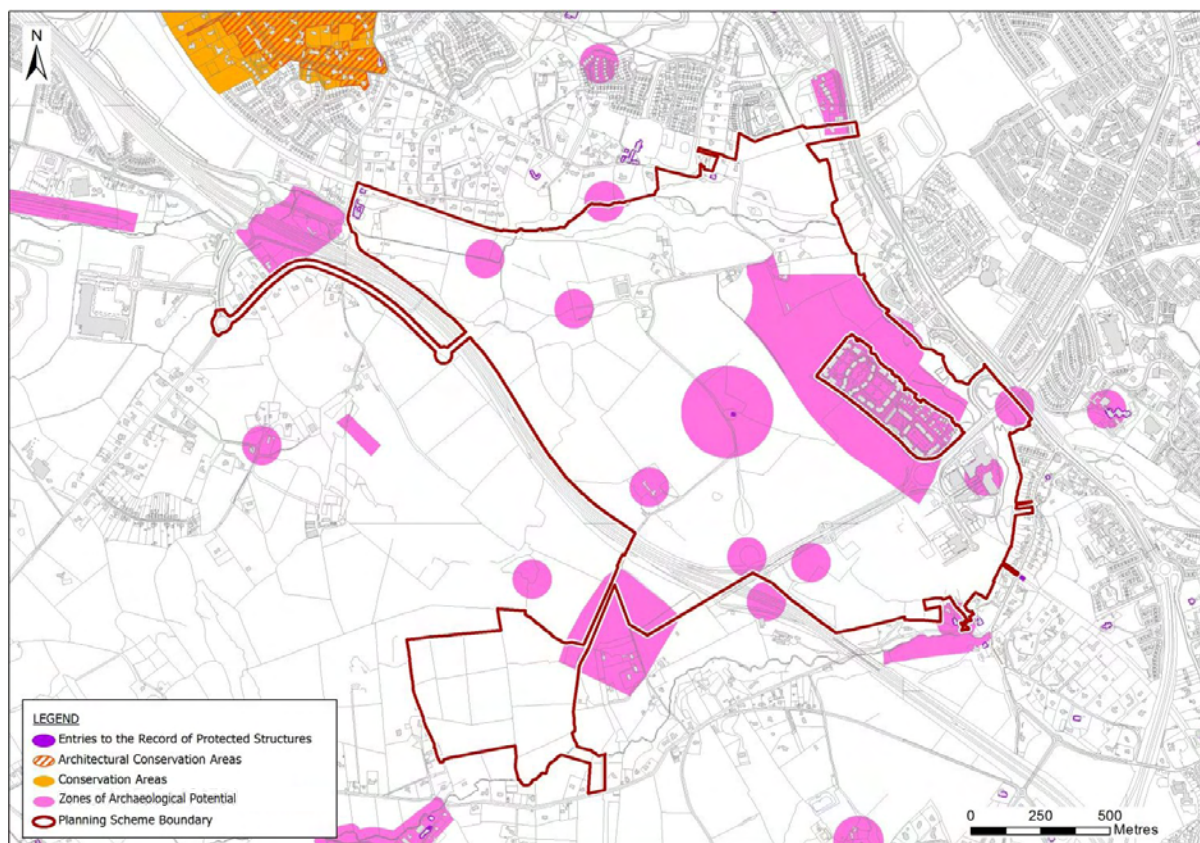 N
LEGEND
Entries to the Record of Protected Structures
Architectural Conservation Areas
Conservation Areas
Zones of Archaeological Potential
Planning Scheme Boundary
0 250 500
Metres